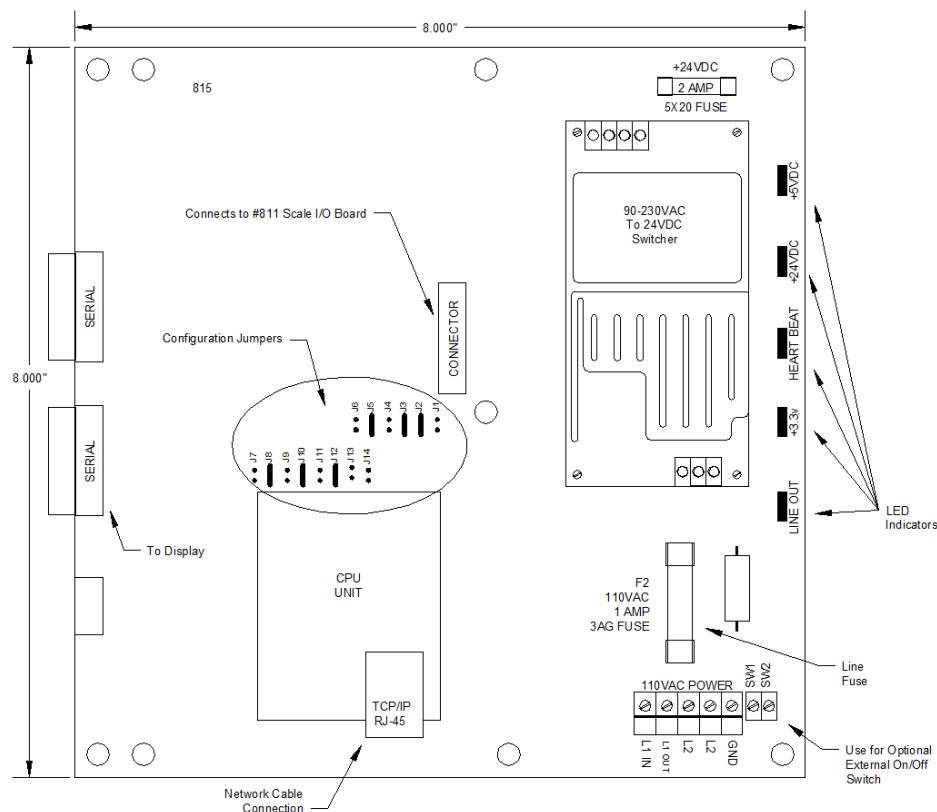 8.000"
815
+24VDC
2 AMP
5X20 FUSE
90-230VAC
To 24VDC
Switcher
+5VDC
+24VDC
HEART BEAT
+3.3v
LINE OUT
LED
Indicators
Connects to #811 Scale I/O Board
CONNECTOR
SERIAL
Configuration Jumpers
8.000"
J6
J5
J4
J3
J2
J1
J7
J8
J9
J10
J11
J12
J13
J14
SERIAL
To Display
CPU
UNIT
F2
110VAC
1 AMP
3AG FUSE
Line
Fuse
TCP/IP
RJ-45
110VAC POWER
SW1
SW2
L1 IN
L1 OUT
L2
L2
GND
Use for Optional
External On/Off
Switch
Network Cable
Connection